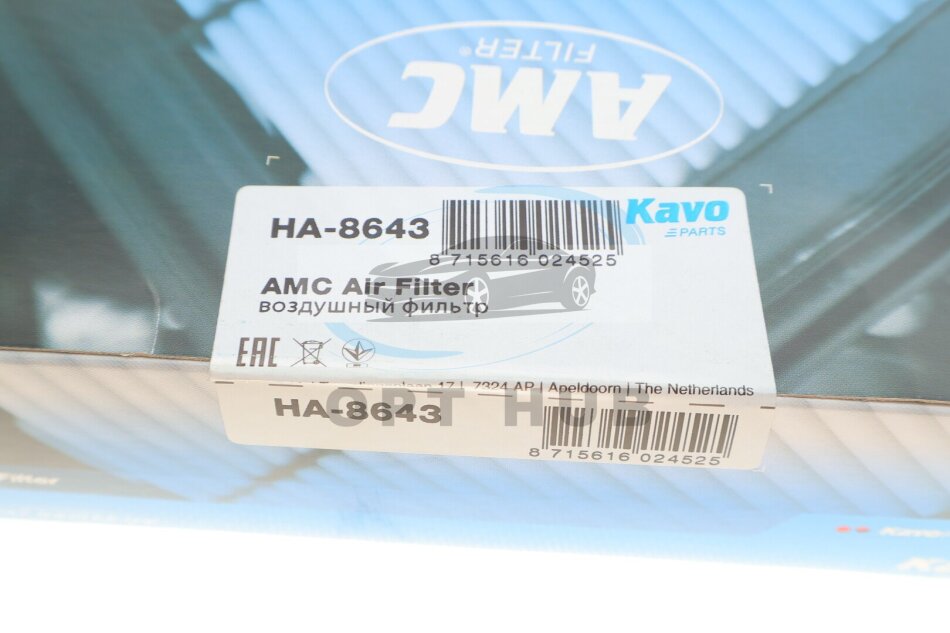 AMC
FILTER®
HA-8643
8 715616 024525
Kavo
PARTS
AMC Air Filter
воздушный фильтр
EAC
17 | 7324 AP | Apeldoorn | The Netherlands
HA-8643
OPT HUB
8 715616 024525